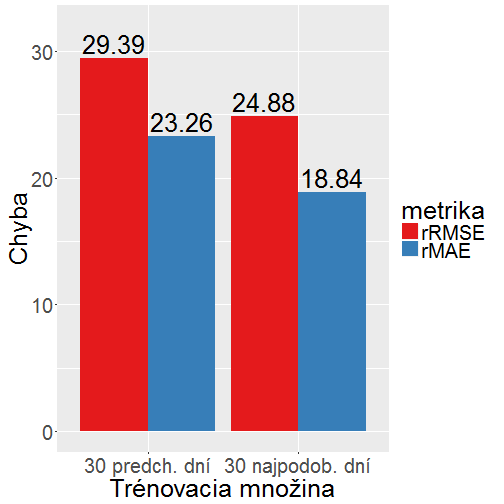 29.39
23.26
24.88
18.84
30
20
10
0
Chyba
30 predch. dní
30 najpodob. dní
Trénovacia množina
metrika
rRMSE
rMAE